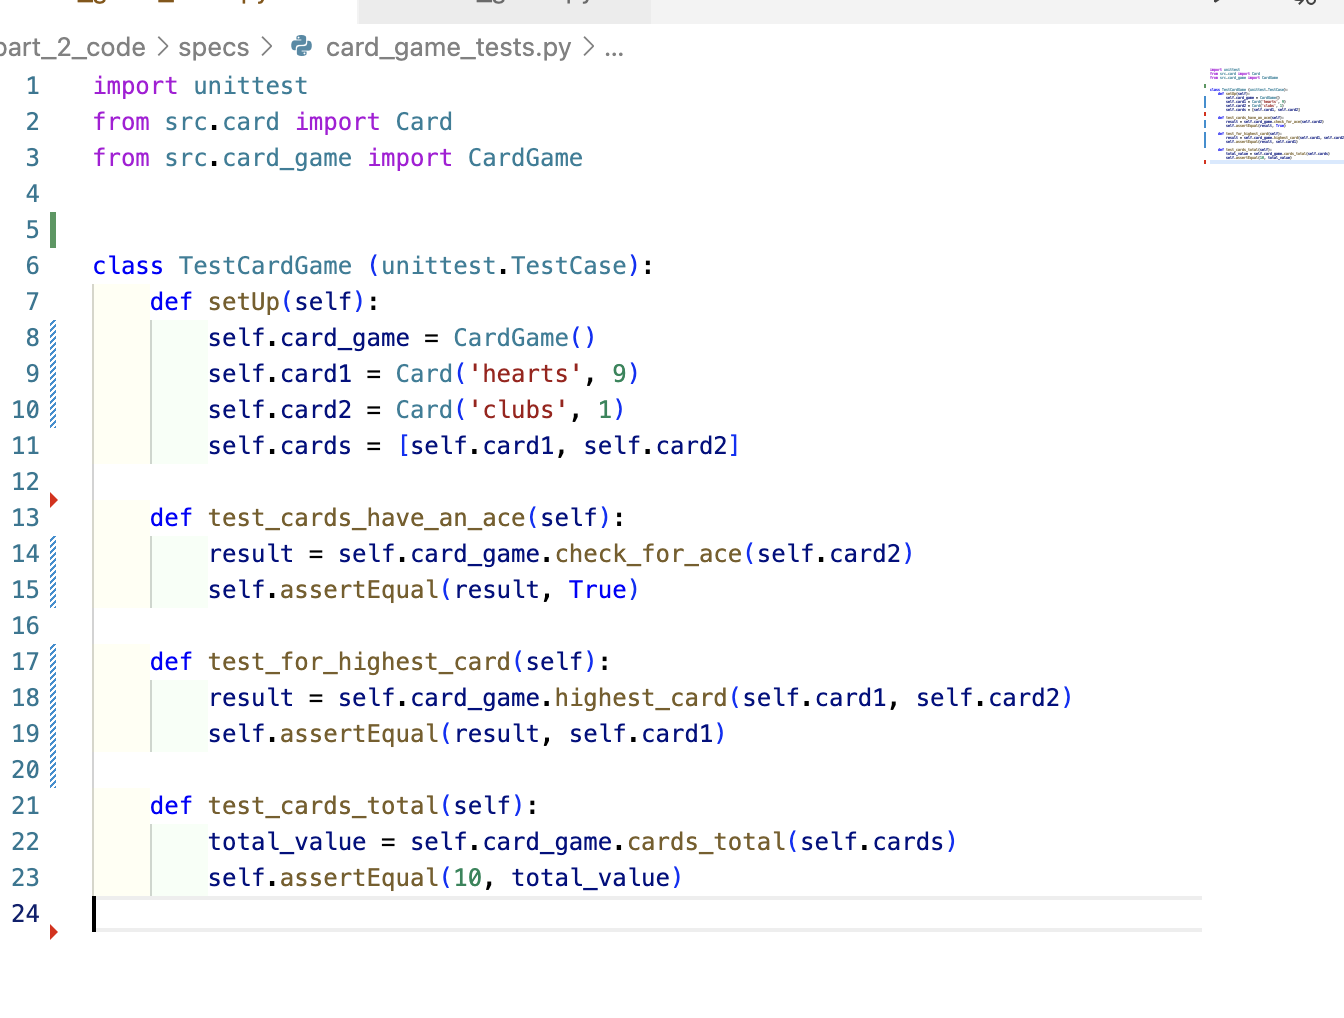 part_2_code > specs > card_game_tests.py > ...
1 import unittest
2 from src.card import Card
3 from src.card_game import CardGame
4
5
6 class TestCardGame (unittest.TestCase):
7     def setUp(self):
8         self.card_game = CardGame()
9         self.card1 = Card('hearts', 9)
10         self.card2 = Card('clubs', 1)
11         self.cards = [self.card1, self.card2]
12
13     def test_cards_have_an_ace(self):
14         result = self.card_game.check_for_ace(self.card2)
15         self.assertEqual(result, True)
16
17     def test_for_highest_card(self):
18         result = self.card_game.highest_card(self.card1, self.card2)
19         self.assertEqual(result, self.card1)
20
21     def test_cards_total(self):
22         total_value = self.card_game.cards_total(self.cards)
23         self.assertEqual(10, total_value)
24